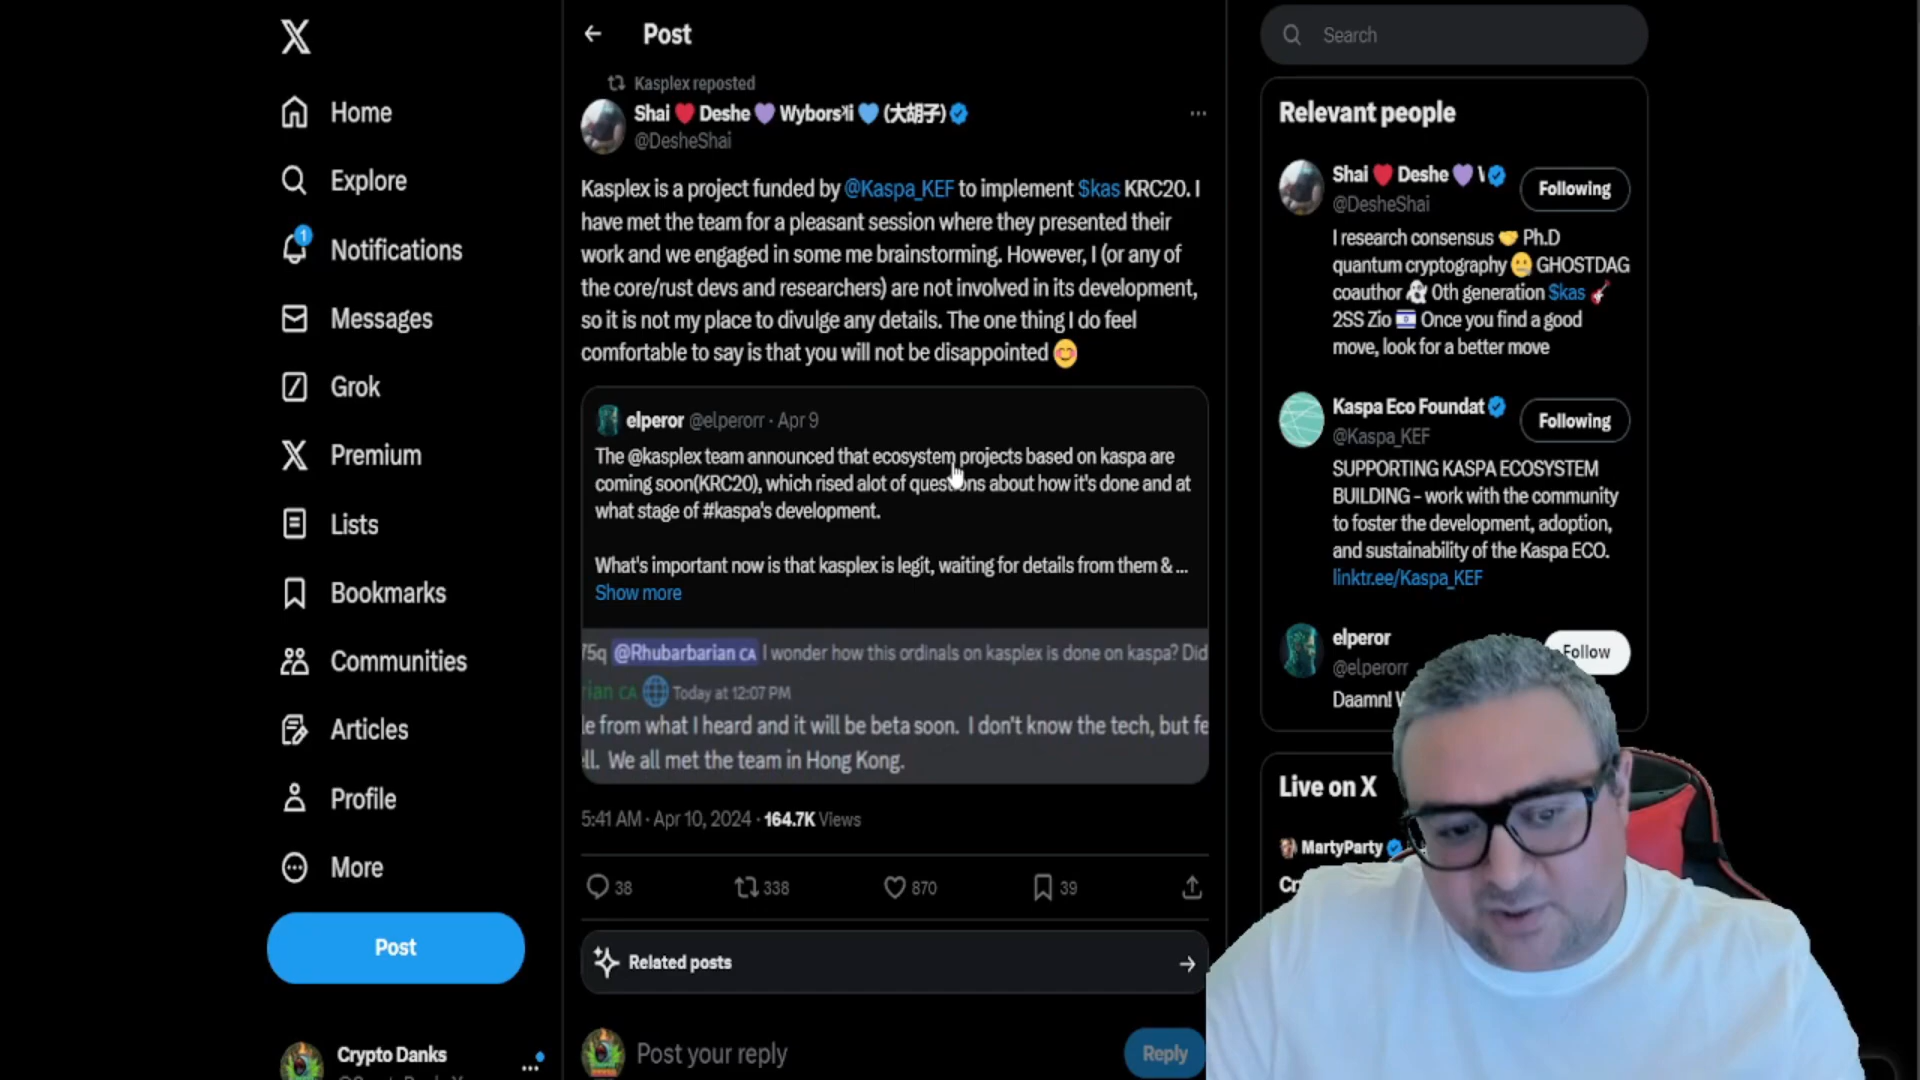 Home
Explore
1
Notifications
Messages
Grok
Premium
Lists
Bookmarks
Communities
Articles
Profile
More
Post
Crypto Danks
Post
Kasplex reposted
Shai ❤️ Deshe 💜 💙 (大胡子)
@DesheShai
Kasplex is a project funded by @Kaspa_KEF to implement $kas KRC20. I
have met the team for a pleasant session where they presented their
work and we engaged in some me brainstorming. However, I (or any of
the core/rust devs and researchers) are not involved in its development,
so it is not my place to divulge any details. The one thing I do feel
comfortable to say is that you will not be disappointed 😊
elperor @elperorr · Apr 9
The @kasplex team announced that ecosystem projects based on kaspa are
coming soon(KRC20), which rised alot of questions about how it's done and at
what stage of #kaspa's development.
What's important now is that kasplex is legit, waiting for details from them & ...
Show more
75q @Rhubarbarian CA I wonder how this ordinals on kasplex is done on kaspa? Did
rian CA Today at 12:07 PM
le from what I heard and it will be beta soon. I don't know the tech, but fe
ll. We all met the team in Hong Kong.
5:41 AM · Apr 10, 2024 · 164.7K Views
38 338 870 39
Related posts
Post your reply
Reply
Search
Relevant people
Shai ❤️ Deshe 💜 \
@DesheShai
Following
I research consensus 🤝 Ph.D
quantum cryptography 🤐 GHOSTDAG
coauthor 👻 0th generation $kas 🎸
2SS Zio 🇮🇱 Once you find a good
move, look for a better move
Kaspa Eco Foundat
@Kaspa_KEF
Following
SUPPORTING KASPA ECOSYSTEM
BUILDING - work with the community
to foster the development, adoption,
and sustainability of the Kaspa ECO.
linktr.ee/Kaspa_KEF
elperor
@elperorr
Follow
Daamn! W
Live on X
MartyParty
Cr